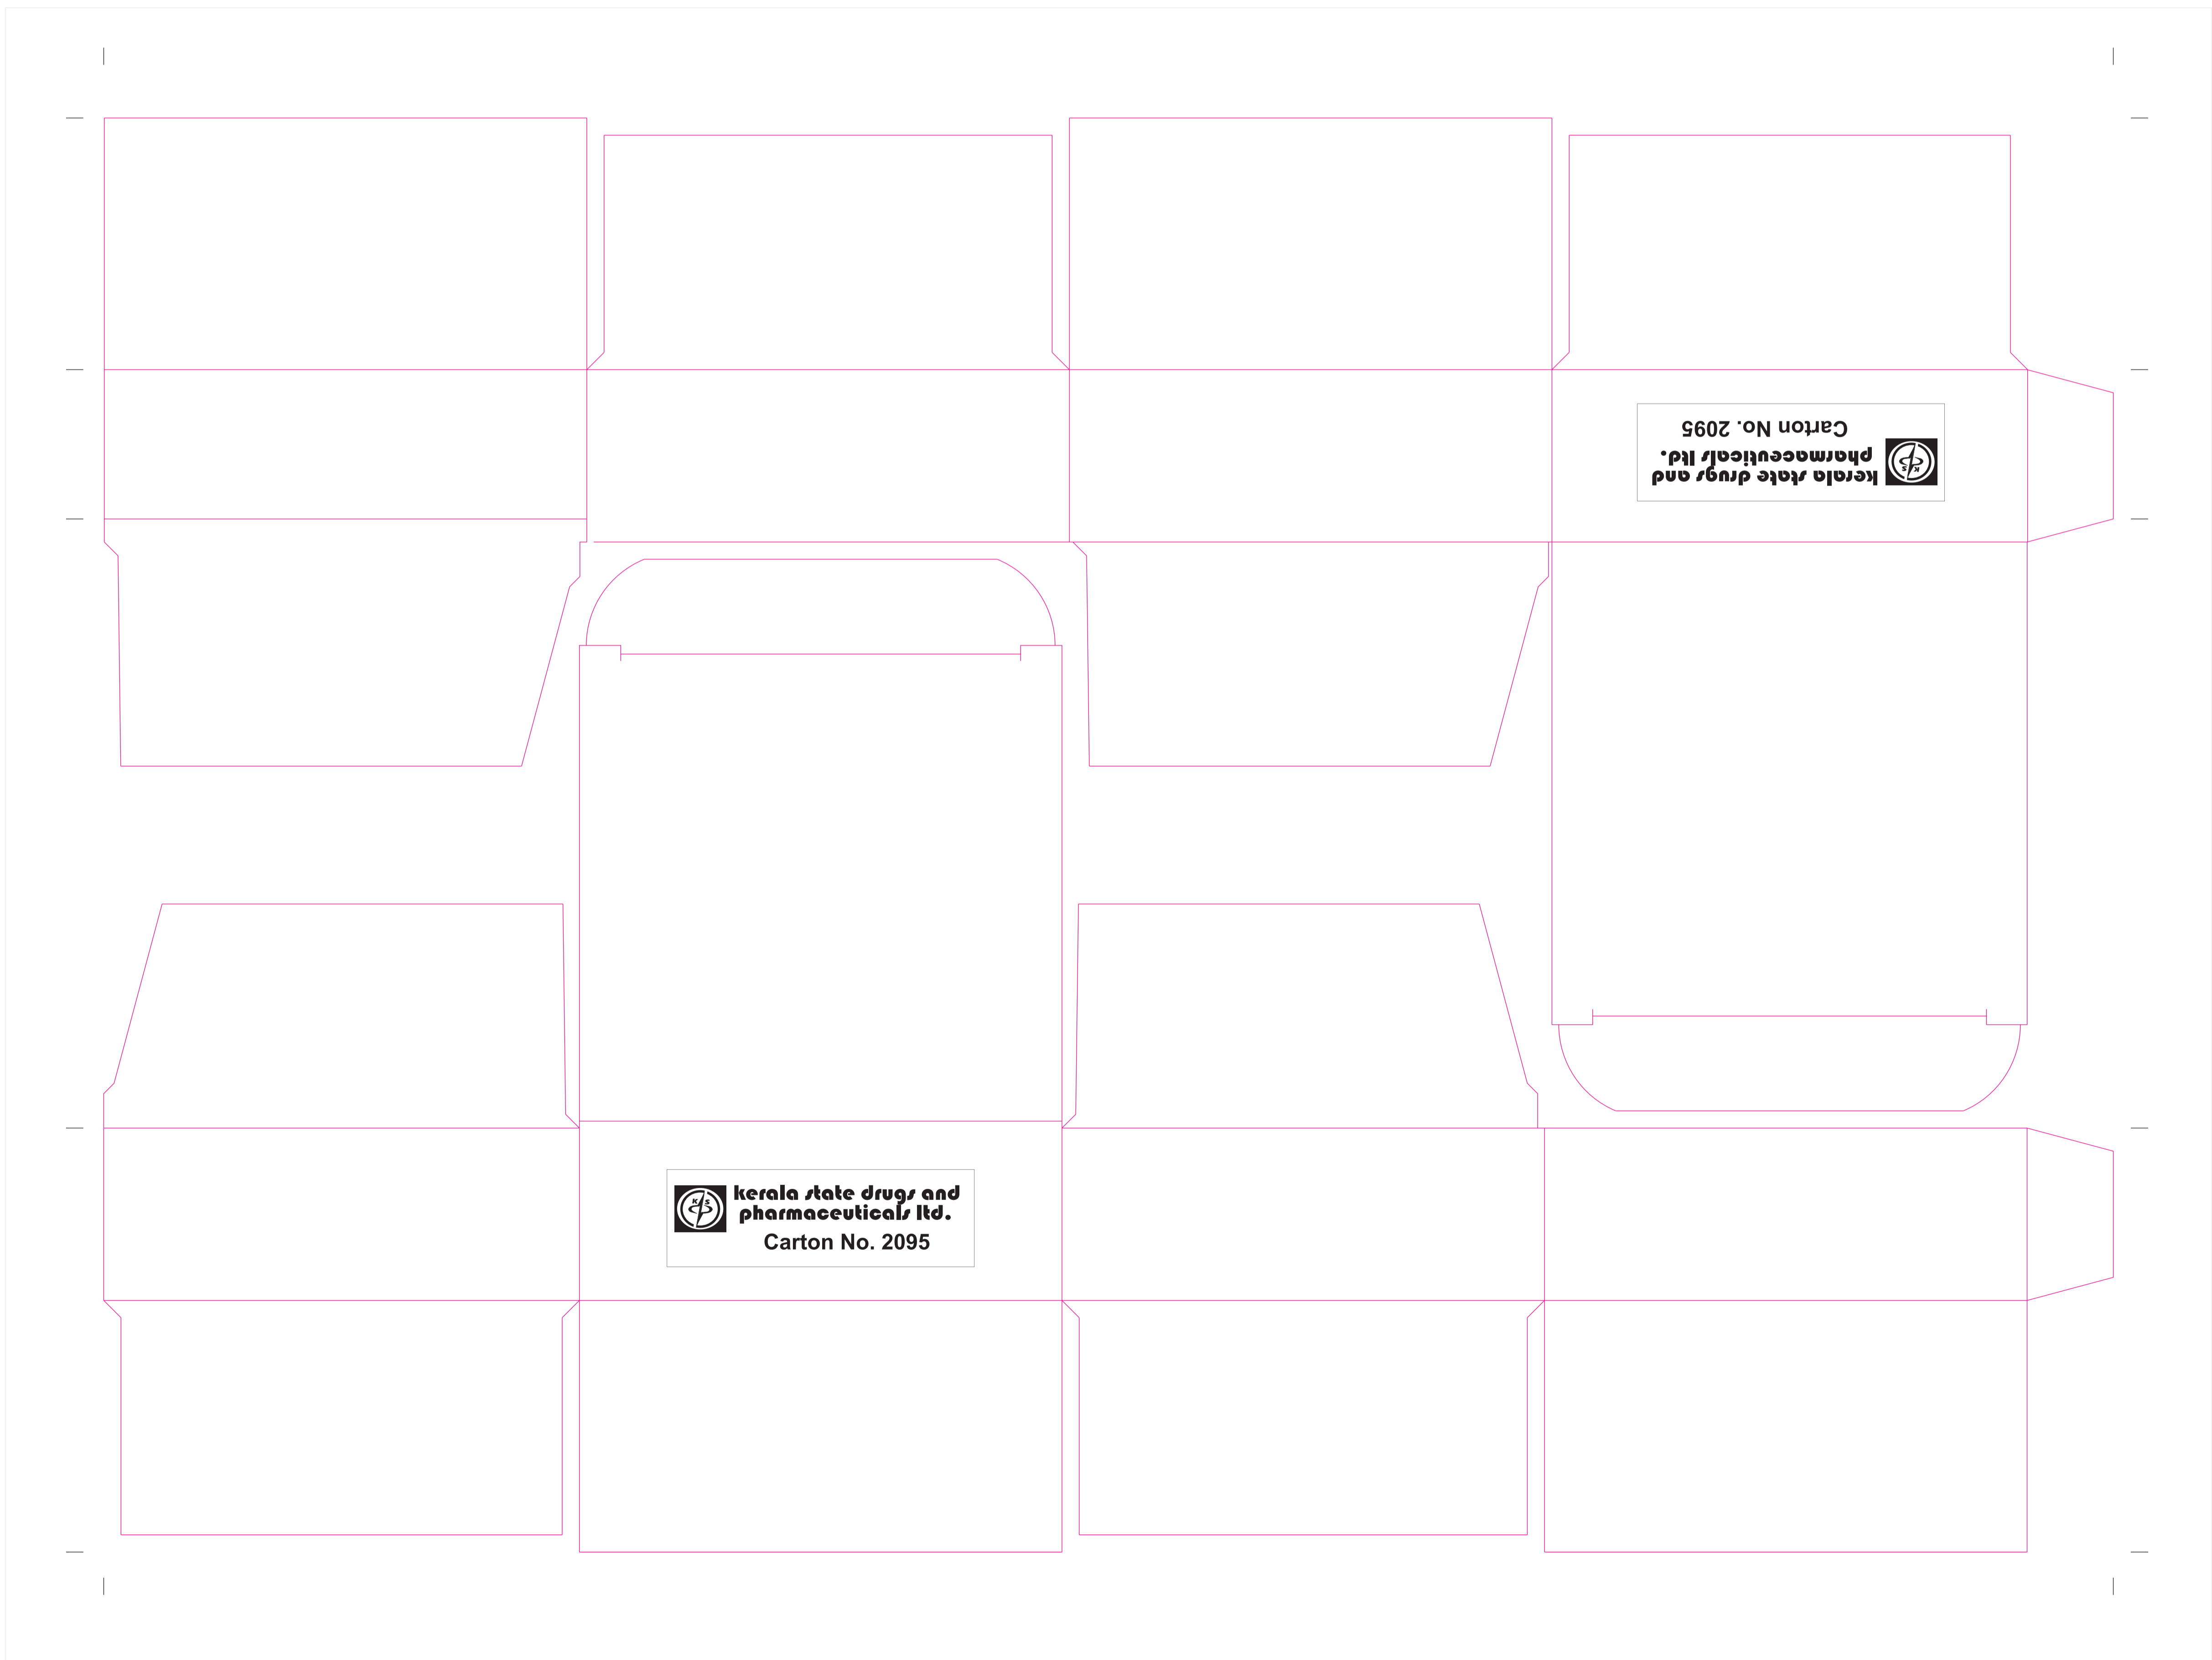 Carton No. 2095
kerala state drugs and
pharmaceuticals ltd.
K S
K S
kerala state drugs and
pharmaceuticals ltd.
Carton No. 2095